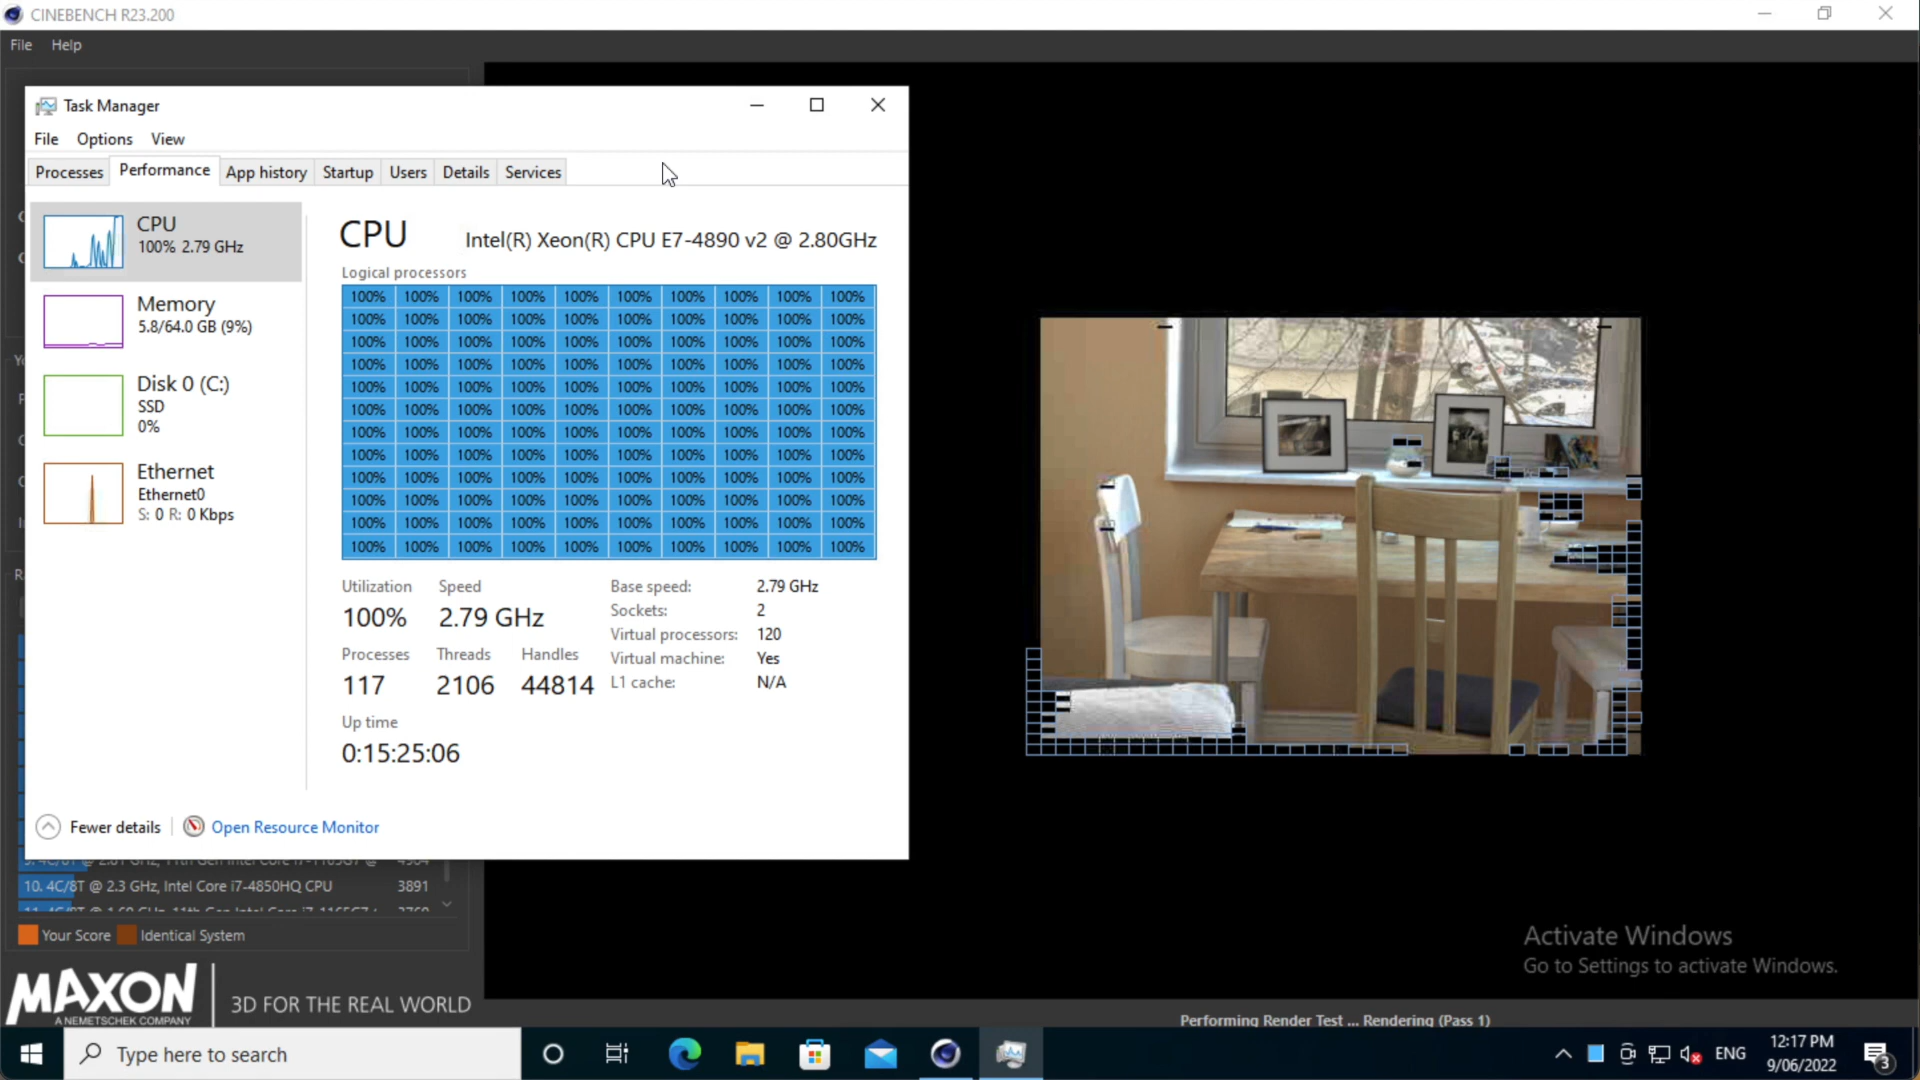 CINEBENCH R23.200
File Help
Task Manager
File Options View
Processes Performance App history Startup Users Details Services
CPU
100% 2.79 GHz
Memory
5.8/64.0 GB (9%)
Disk 0 (C:)
SSD
0%
Ethernet
Ethernet0
S: 0 R: 0 Kbps
CPU Intel(R) Xeon(R) CPU E7-4890 v2 @ 2.80GHz
Logical processors
100% 100% 100% 100% 100% 100% 100% 100% 100% 100%
100% 100% 100% 100% 100% 100% 100% 100% 100% 100%
100% 100% 100% 100% 100% 100% 100% 100% 100% 100%
100% 100% 100% 100% 100% 100% 100% 100% 100% 100%
100% 100% 100% 100% 100% 100% 100% 100% 100% 100%
100% 100% 100% 100% 100% 100% 100% 100% 100% 100%
100% 100% 100% 100% 100% 100% 100% 100% 100% 100%
100% 100% 100% 100% 100% 100% 100% 100% 100% 100%
100% 100% 100% 100% 100% 100% 100% 100% 100% 100%
100% 100% 100% 100% 100% 100% 100% 100% 100% 100%
100% 100% 100% 100% 100% 100% 100% 100% 100% 100%
100% 100% 100% 100% 100% 100% 100% 100% 100% 100%
Utilization Speed
100% 2.79 GHz
Processes Threads Handles
117 2106 44814
Up time
0:15:25:06
Base speed: 2.79 GHz
Sockets: 2
Virtual processors: 120
Virtual machine: Yes
L1 cache: N/A
Fewer details Open Resource Monitor
10. 4C/8T @ 2.3 GHz, Intel Core i7-4850HQ CPU 3891
Your Score Identical System
MAXON
A NEMETSCHEK COMPANY
3D FOR THE REAL WORLD
Activate Windows
Go to Settings to activate Windows.
Performing Render Test ... Rendering (Pass 1)
Type here to search
ENG
12:17 PM
9/06/2022
3